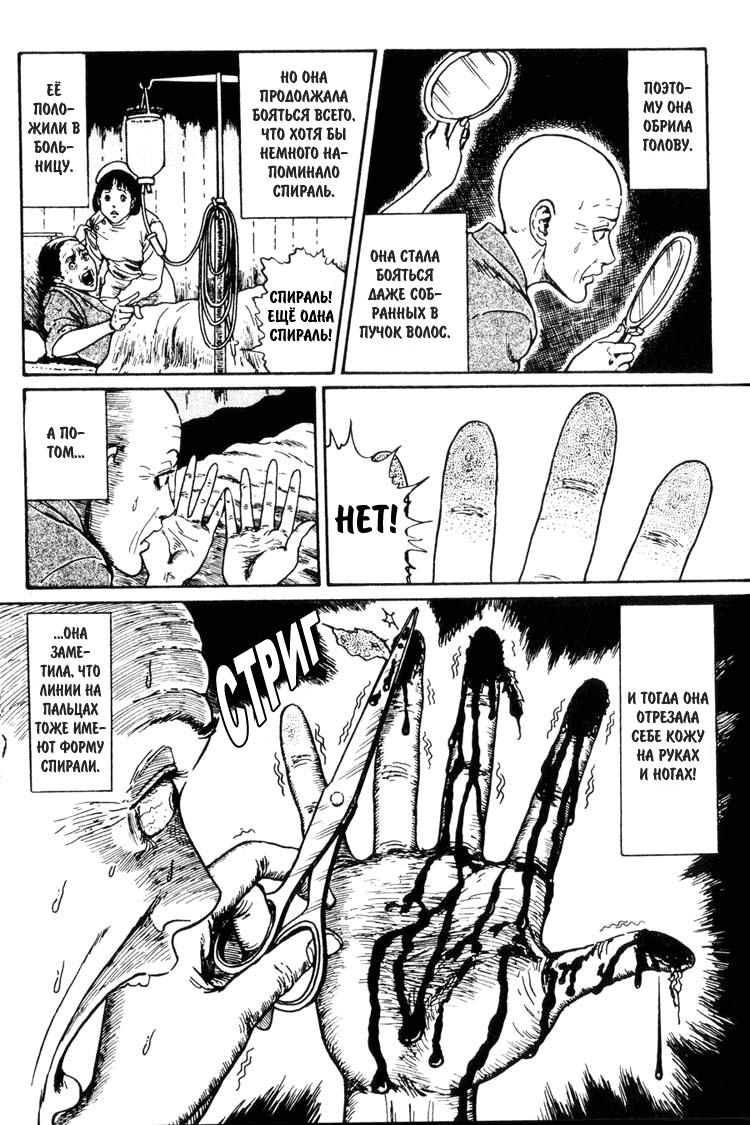 ЕЁ
ПОЛО-
ЖИЛИ В
БОЛЬ-
НИЦУ.
НО ОНА
ПРОДОЛЖАЛА
БОЯТЬСЯ ВСЕГО,
ЧТО ХОТЯ БЫ
НЕМНОГО НА-
ПОМИНАЛО
СПИРАЛЬ.
СПИРАЛЬ!
ЕЩЁ ОДНА
СПИРАЛЬ!
ОНА СТАЛА
БОЯТЬСЯ
ДАЖЕ СОБ-
РАННЫХ В
ПУЧОК ВОЛОС.
ПОЭТО-
МУ ОНА
ОБРИЛА
ГОЛОВУ.
А ПО-
ТОМ...
НЕТ!
...ОНА
ЗАМЕ-
ТИЛА, ЧТО
ЛИНИИ НА
ПАЛЬЦАХ
ТОЖЕ ИМЕ-
ЮТ ФОРМУ
СПИРАЛИ.
СТРИГ
И ТОГДА ОНА
ОТРЕЗАЛА
СЕБЕ КОЖУ
НА РУКАХ
И НОГАХ!